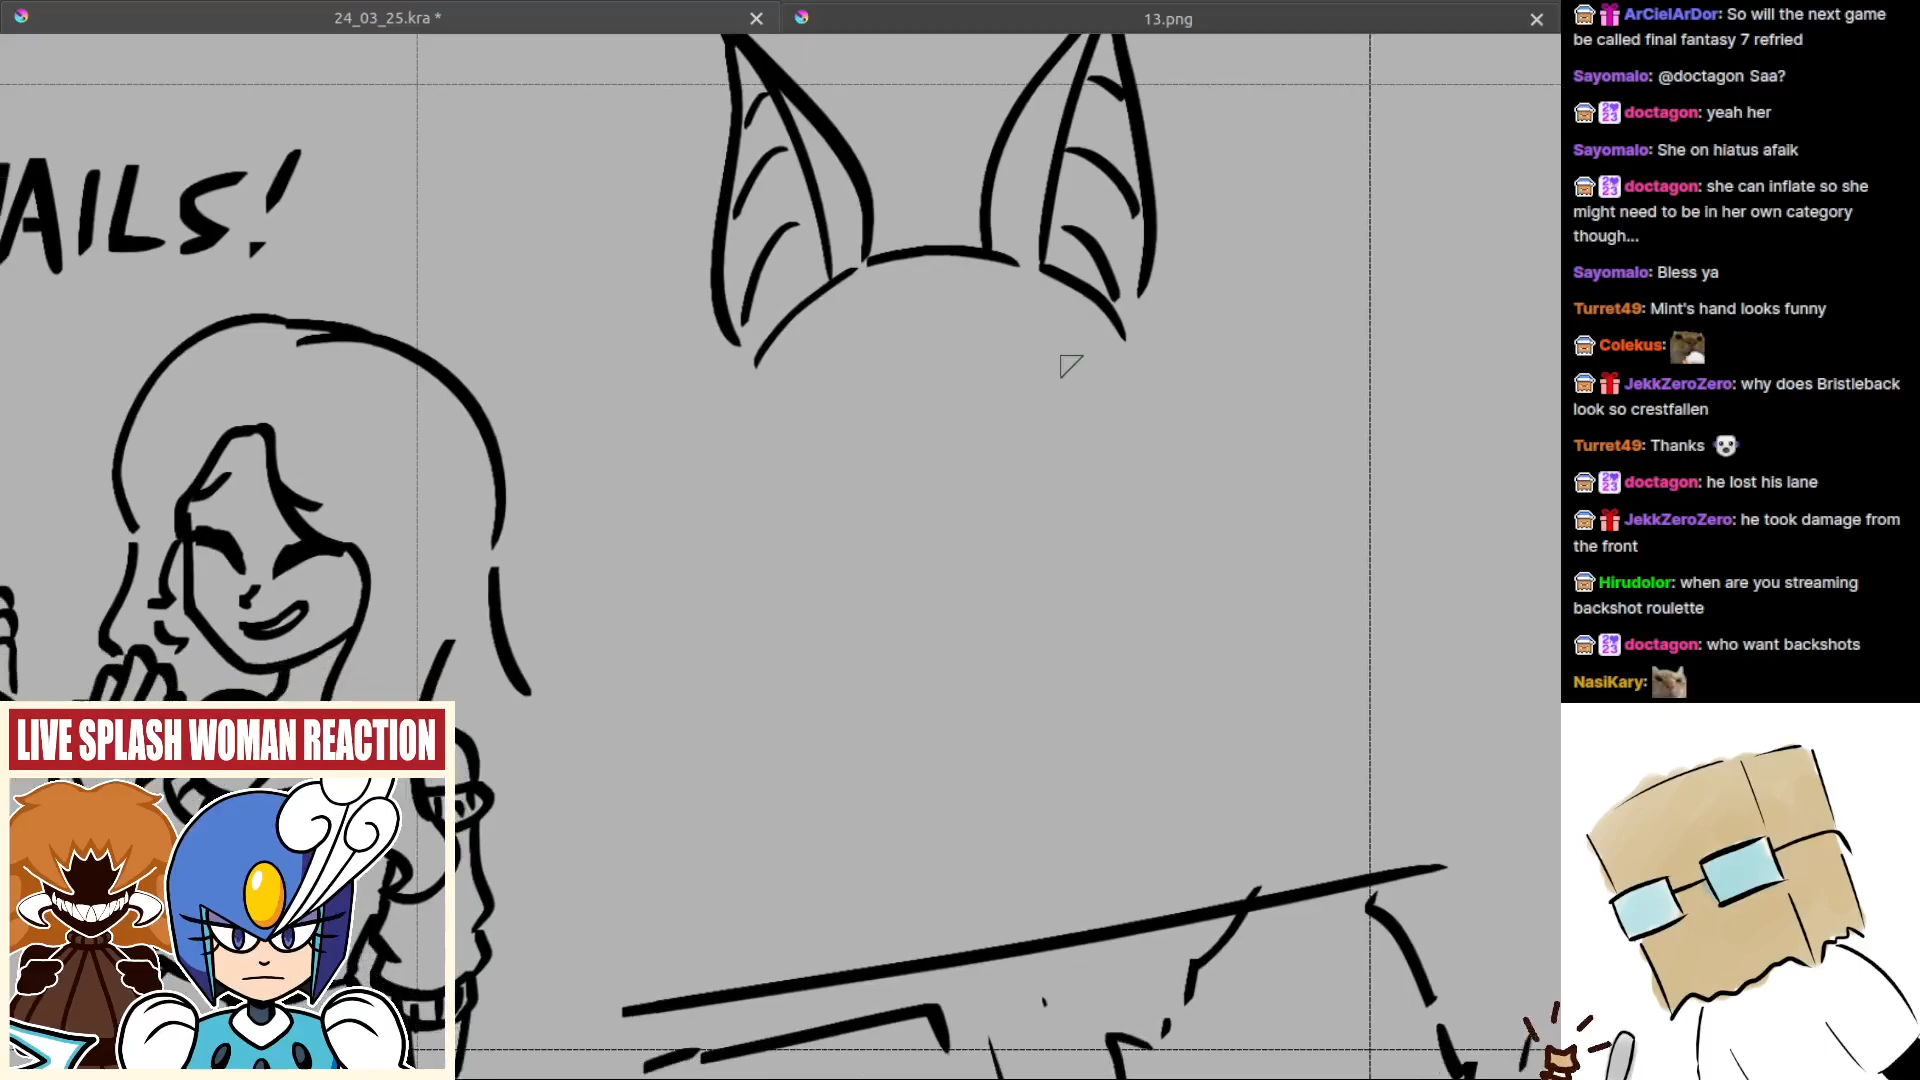 24_03_25.kra *
13.png
AILS!
ArCielArDor: So will the next game
be called final fantasy 7 refried
Sayomalo: @doctagon Saa?
doctagon: yeah her
Sayomalo: She on hiatus afaik
doctagon: she can inflate so she
might need to be in her own category
though...
Sayomalo: Bless ya
Turret49: Mint's hand looks funny
Colekus:
JekkZeroZero: why does Bristleback
look so crestfallen
Turret49: Thanks
doctagon: he lost his lane
JekkZeroZero: he took damage from
the front
Hirudolor: when are you streaming
backshot roulette
doctagon: who want backshots
NasiKary:
LIVE SPLASH WOMAN REACTION